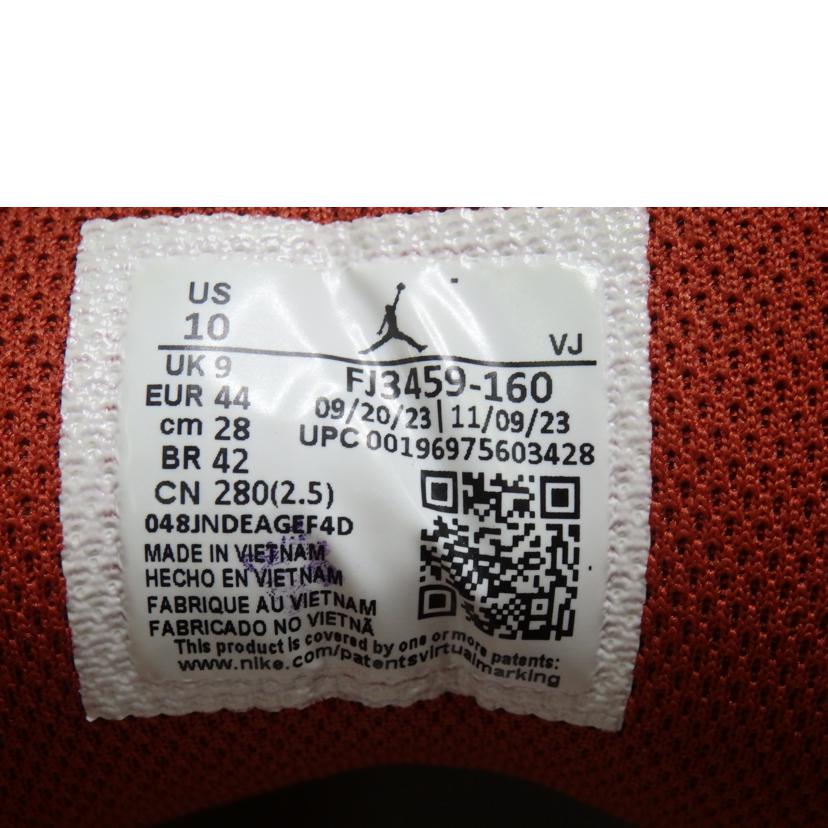 US
10
VJ
UK 9
EUR 44
cm 28
BR 42
CN 280(2.5)
FJ3459-160
09/20/23|11/09/23
UPC 00196975603428
048JNDEAGEF4D
MADE IN VIETNAM
HECHO EN VIETNAM
FABRIQUE AU VIETNAM
FABRICADO NO VIETNÃ
This product is covered by one or more patents:
www.nike.com/patentsvirtualmarking